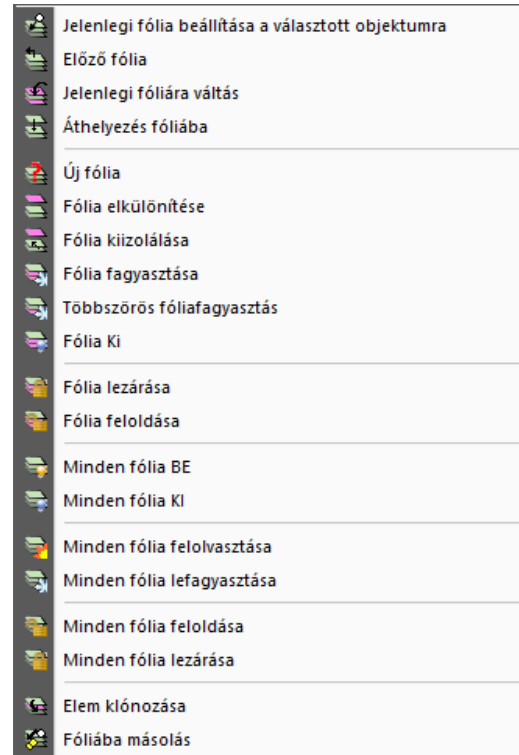 Jelenlegi fólia beállítása a választott objektumra
Előző fólia
Jelenlegi fóliára váltás
Áthelyezés fóliába
Új fólia
Fólia elkülönítése
Fólia kiizolálása
Fólia fagyasztása
Többszörös fóliafagyasztás
Fólia Ki
Fólia lezárása
Fólia feloldása
Minden fólia BE
Minden fólia KI
Minden fólia felolvasztása
Minden fólia lefagyasztása
Minden fólia feloldása
Minden fólia lezárása
Elem klónozása
Fóliába másolás